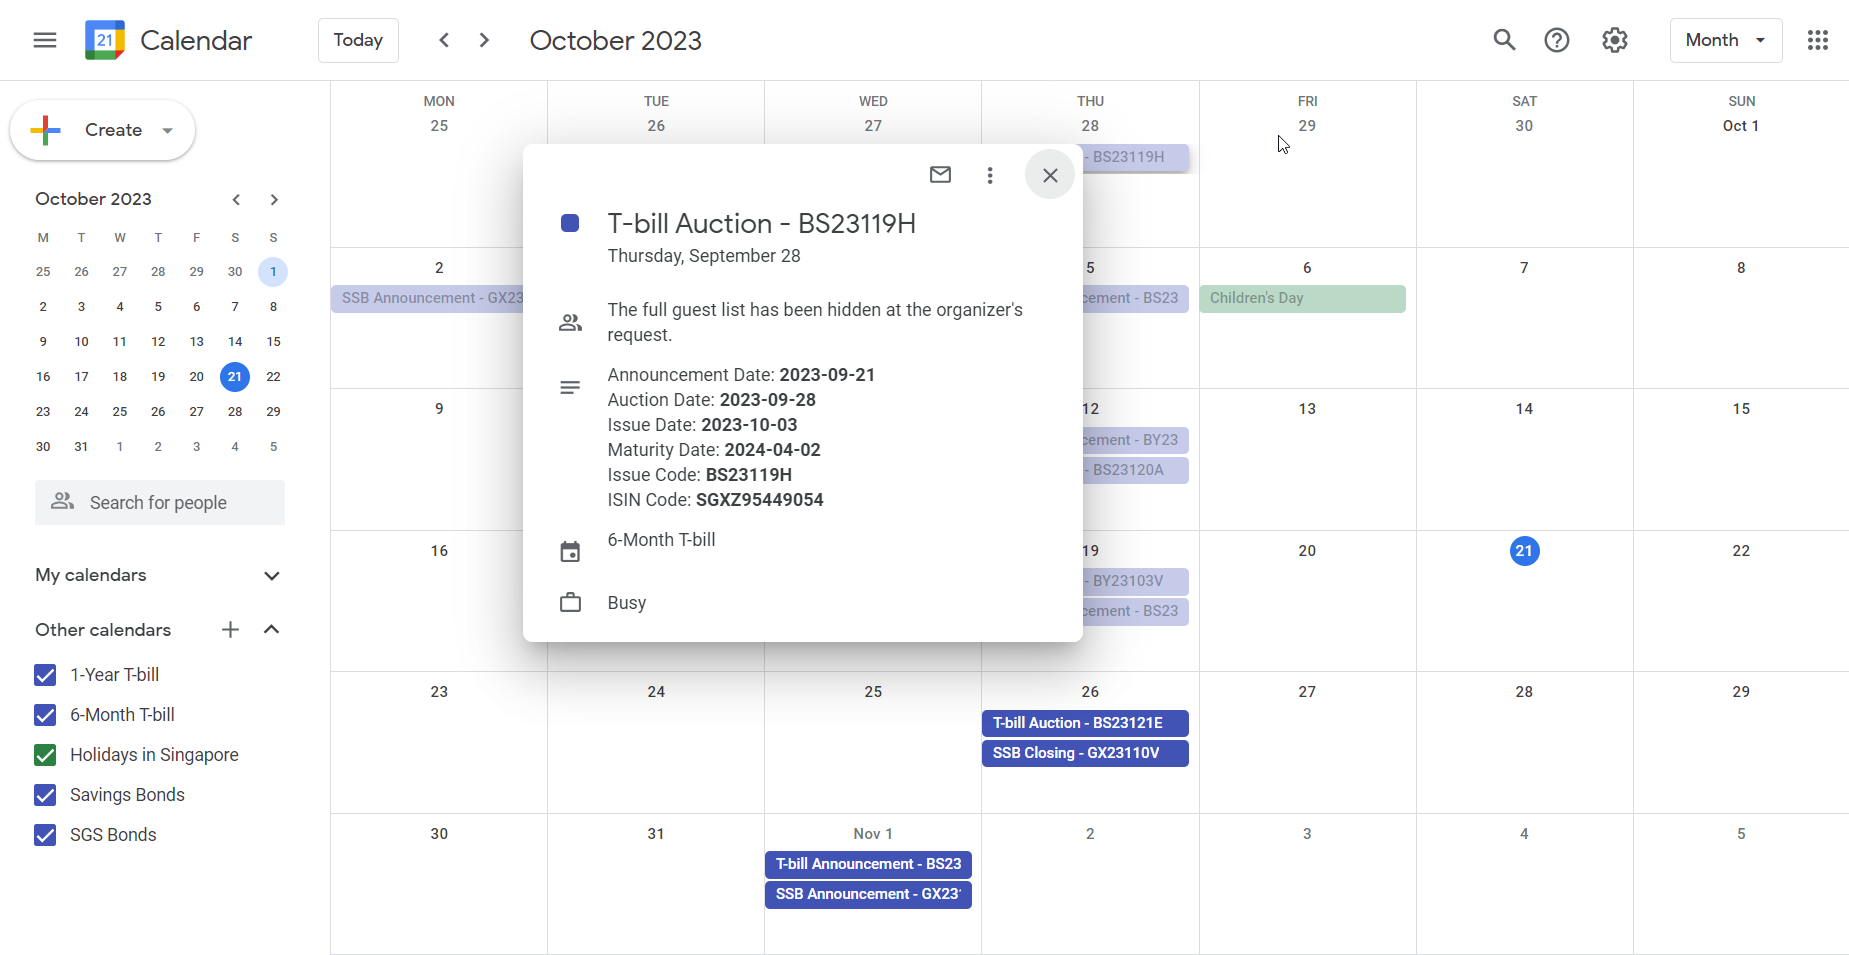 21 Calendar
Today
October 2023
Month
Create
October 2023
M T W T F S S
25 26 27 28 29 30 1
2 3 4 5 6 7 8
9 10 11 12 13 14 15
16 17 18 19 20 21 22
23 24 25 26 27 28 29
30 31 1 2 3 4 5
Search for people
My calendars
Other calendars
1-Year T-bill
6-Month T-bill
Holidays in Singapore
Savings Bonds
SGS Bonds
MON TUE WED THU FRI SAT SUN
25 26 27 28 29 30 Oct 1
- BS23119H
T-bill Auction - BS23119H
Thursday, September 28
The full guest list has been hidden at the organizer's
request.
Announcement Date: 2023-09-21
Auction Date: 2023-09-28
Issue Date: 2023-10-03
Maturity Date: 2024-04-02
Issue Code: BS23119H
ISIN Code: SGXZ95449054
6-Month T-bill
Busy
2 5 6 7 8
SSB Announcement - GX23
cement - BS23
Children's Day
9 12 13 14 15
cement - BY23
- BS23120A
16 19 20 21 22
- BY23103V
cement - BS23
23 24 25 26 27 28 29
T-bill Auction - BS23121E
SSB Closing - GX23110V
30 31 Nov 1 2 3 4 5
T-bill Announcement - BS23
SSB Announcement - GX23